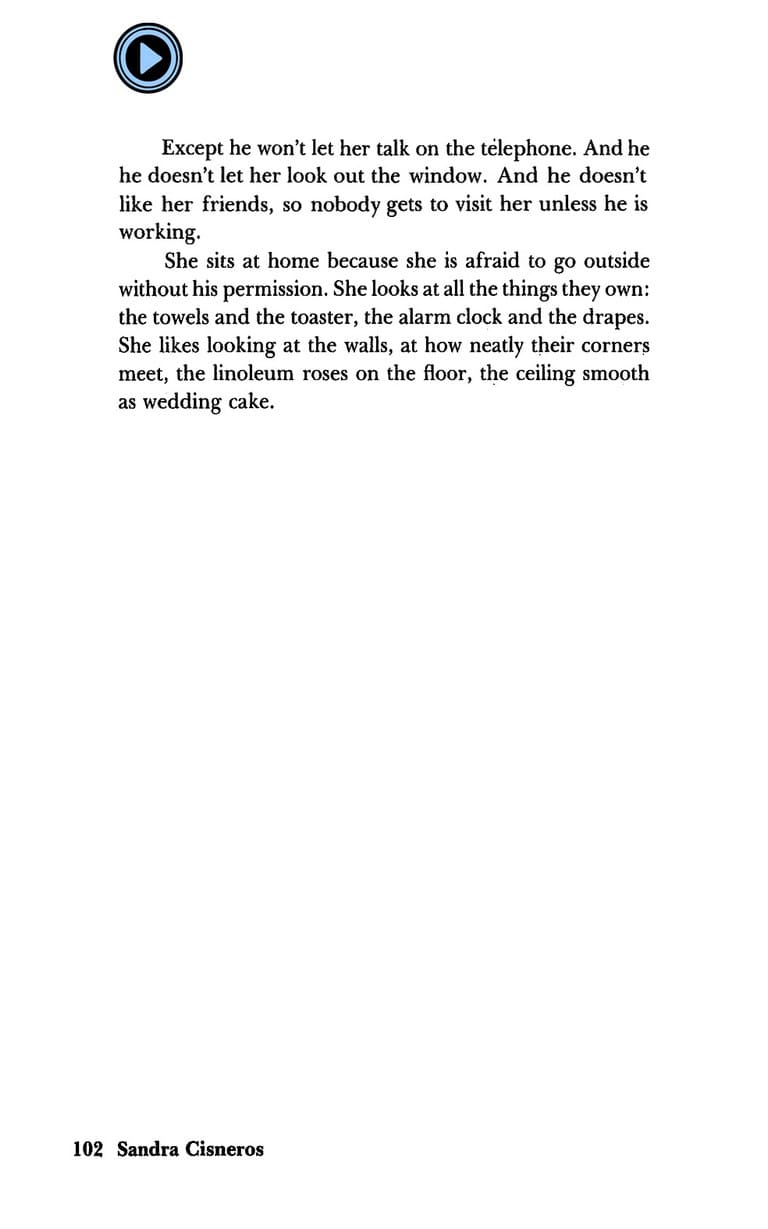 Except he won't let her talk on the telephone. And he
he doesn't let her look out the window. And he doesn't
like her friends, so nobody gets to visit her unless he is
working.
She sits at home because she is afraid to go outside
without his permission. She looks at all the things they own:
the towels and the toaster, the alarm clock and the drapes.
She likes looking at the walls, at how neatly their corners
meet, the linoleum roses on the floor, the ceiling smooth
as wedding cake.
102 Sandra Cisneros